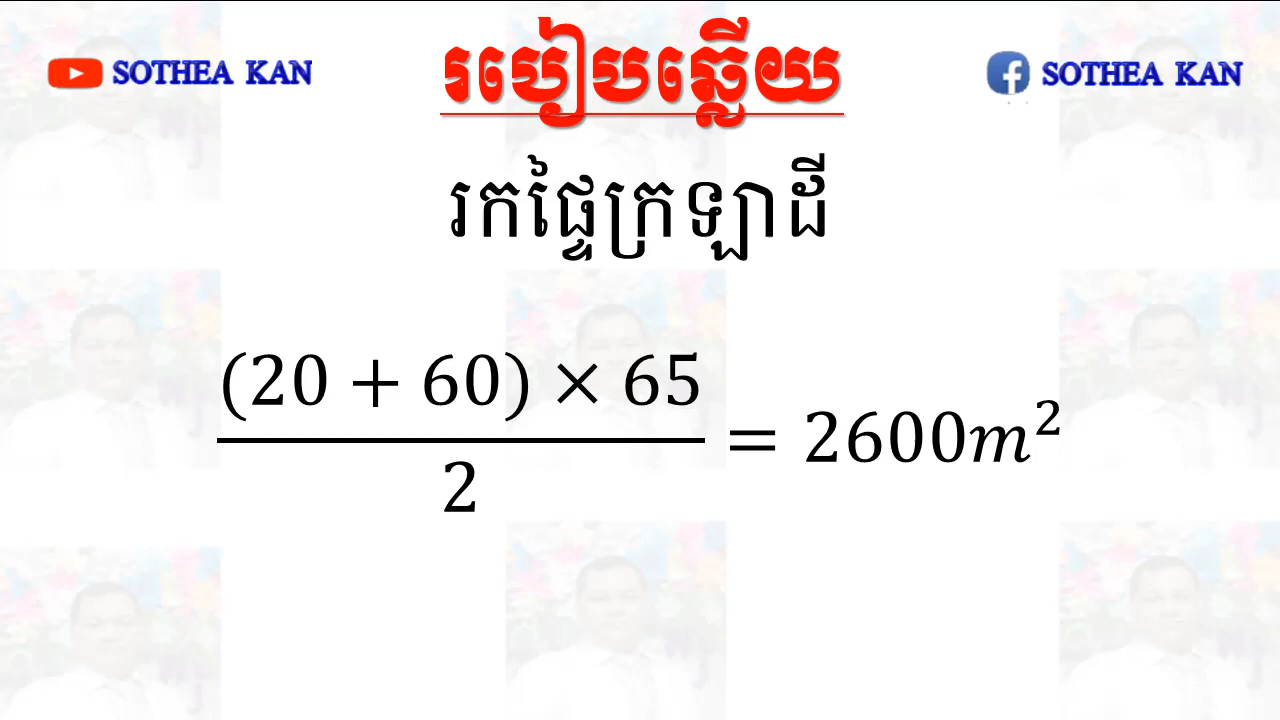 SOTHEA KAN
របៀបឆ្លើយ
SOTHEA KAN
រកផ្ទៃក្រឡាដី
(20 + 60) × 65
2
= 2600m²